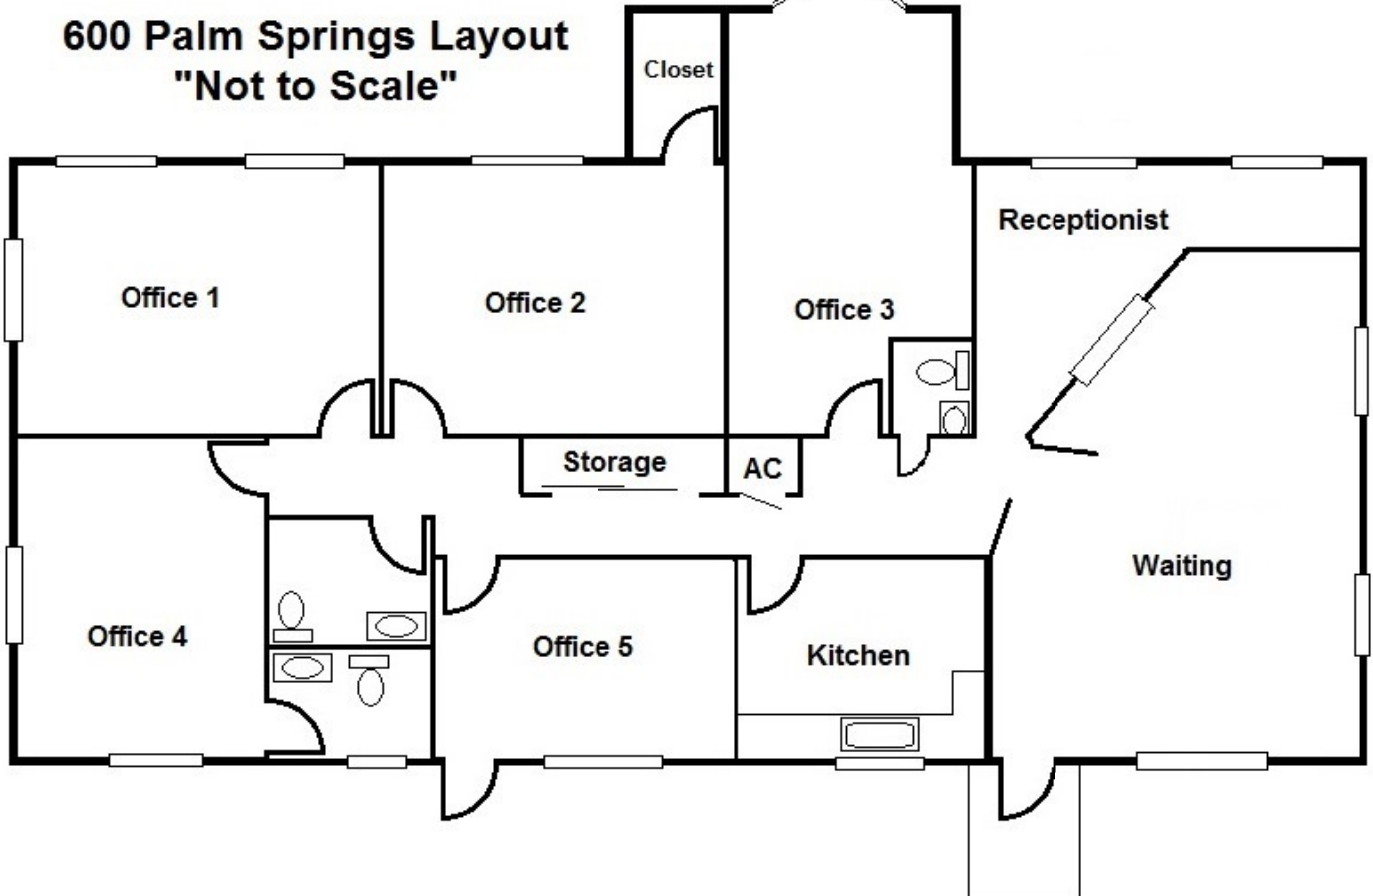 600 Palm Springs Layout
"Not to Scale"
Closet
Receptionist
Office 1
Office 2
Office 3
Storage
AC
Waiting
Office 4
Office 5
Kitchen